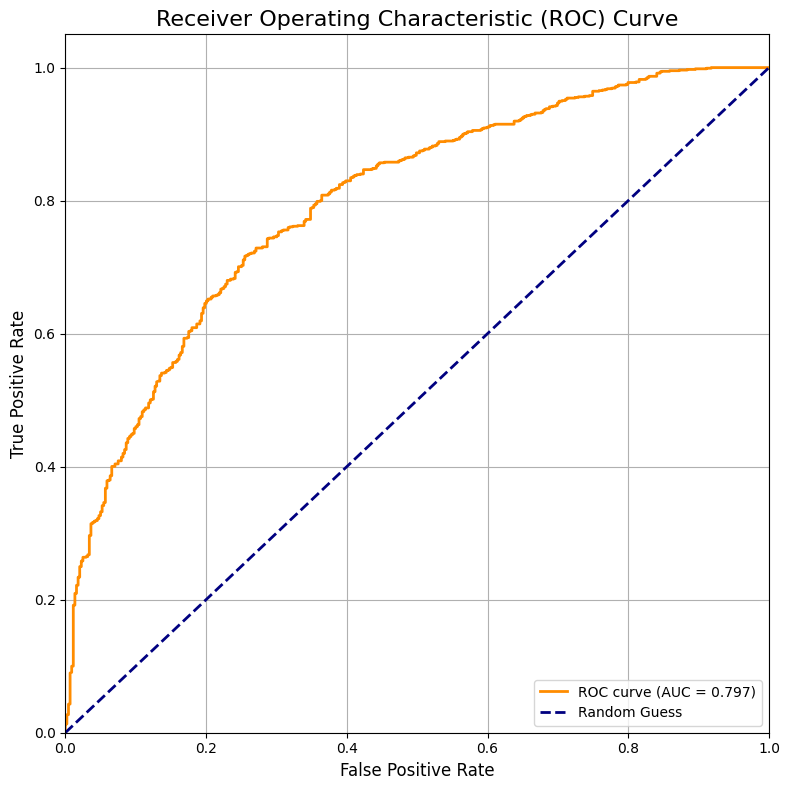 Receiver Operating Characteristic (ROC) Curve
True Positive Rate
1.0
0.8
0.6
0.4
0.2
0.0
ROC curve (AUC = 0.797)
Random Guess
0.0 0.2 0.4 0.6 0.8 1.0
False Positive Rate